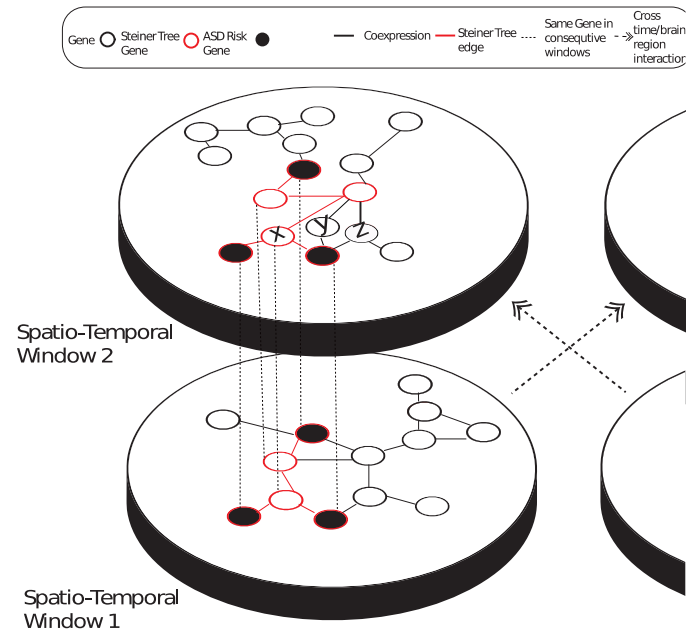 Gene Steiner Tree Gene ASD Risk Gene Coexpression Steiner Tree edge Same Gene in consequtive windows Cross time/brain region interaction
x
y
z
Spatio-Temporal
Window 2
Spatio-Temporal
Window 1